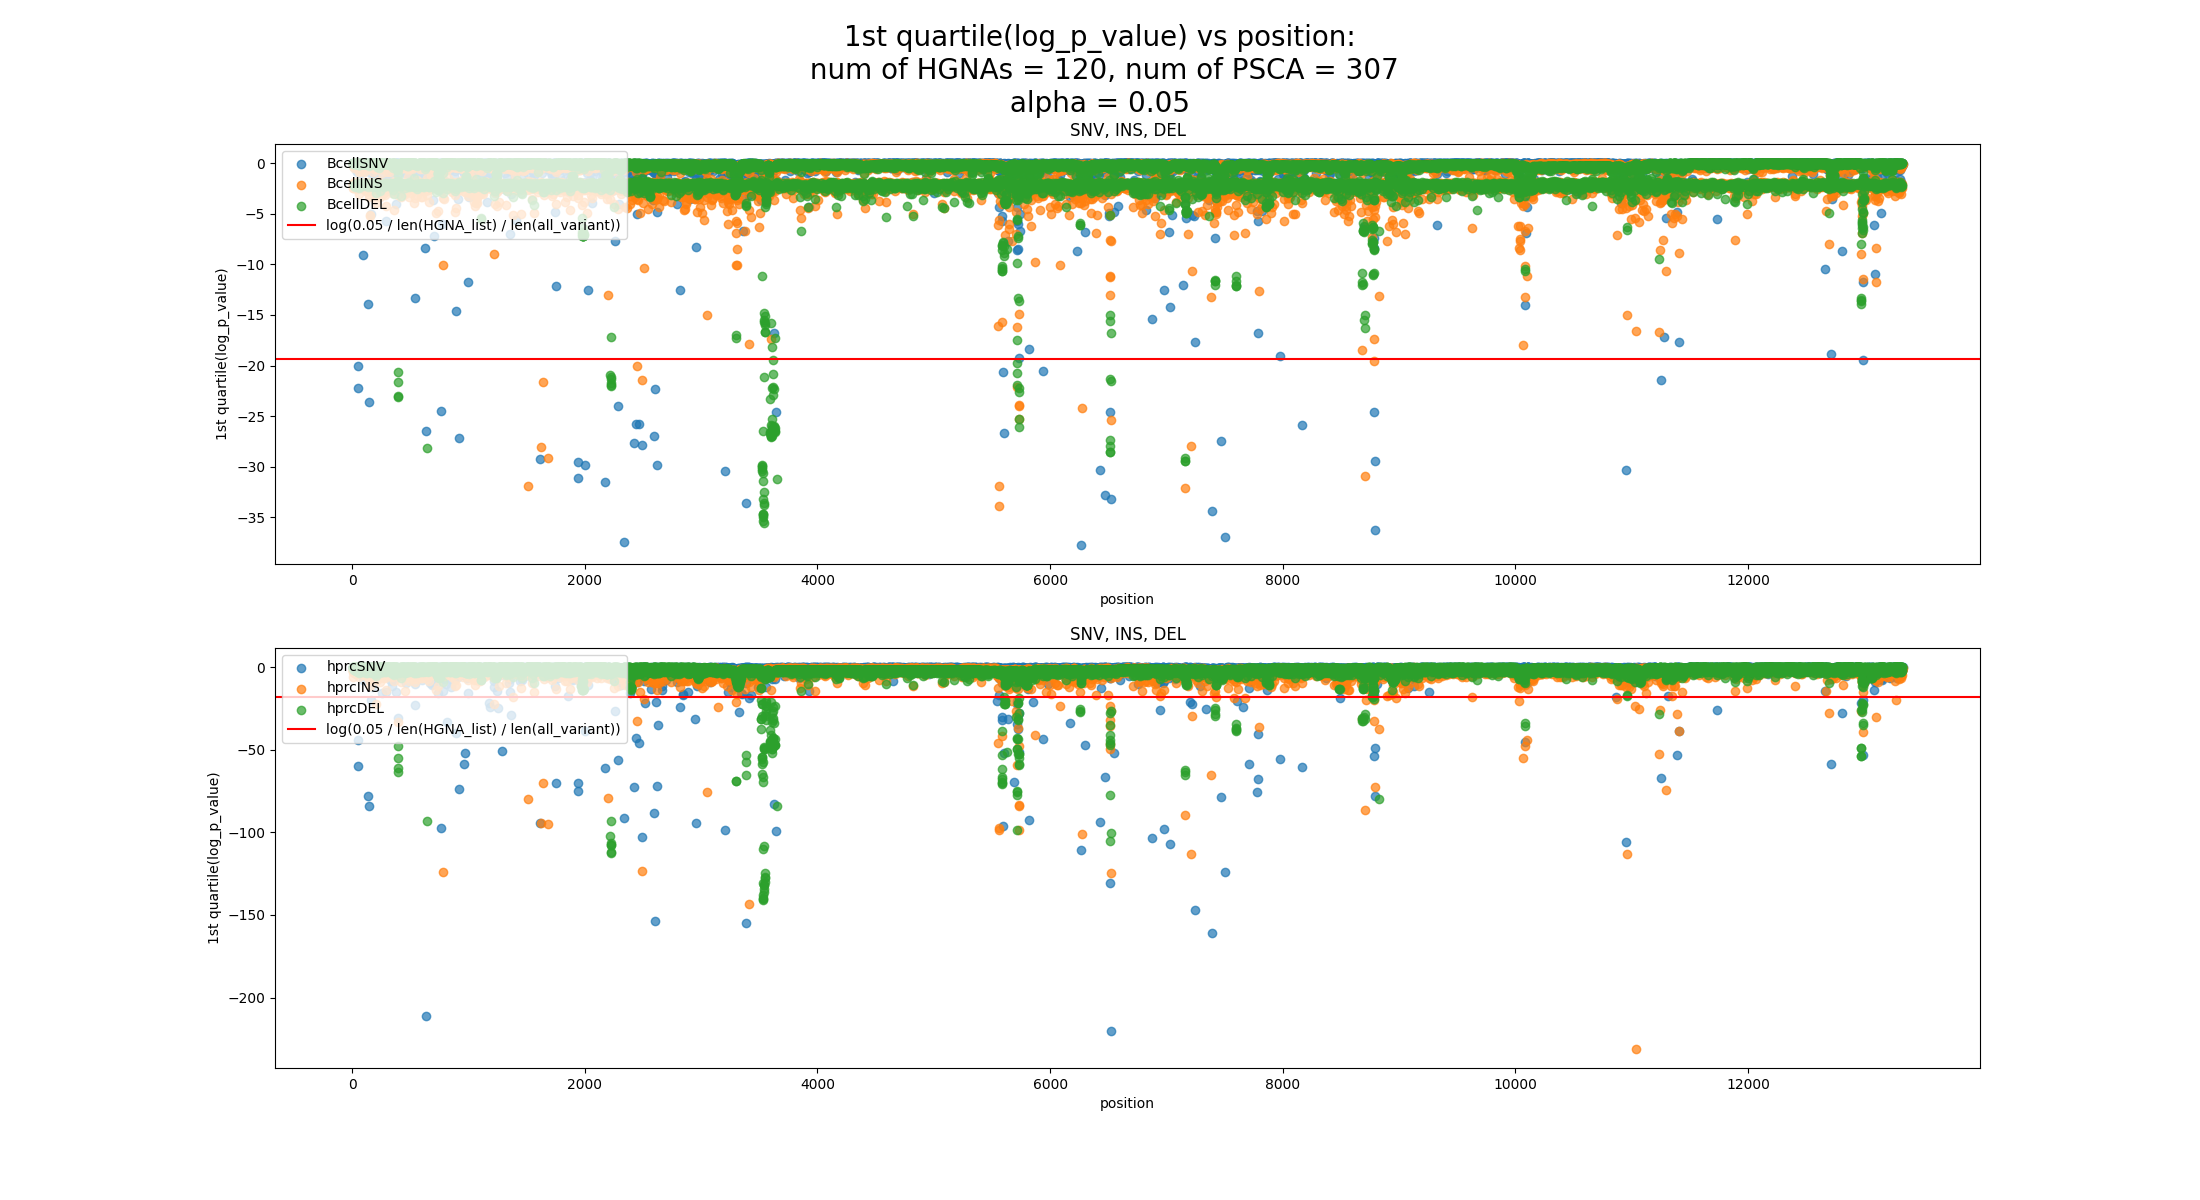 1st quartile(log_p_value) vs position:
num of HGNAs = 120, num of PSCA = 307
alpha = 0.05
SNV, INS, DEL
BcellSNV
BcellINS
BcellDEL
log(0.05 / len(HGNA_list) / len(all_variant))
1st quartile(log_p_value)
0
−5
−10
−15
−20
−25
−30
−35
0 2000 4000 6000 8000 10000 12000
position
SNV, INS, DEL
hprcSNV
hprcINS
hprcDEL
log(0.05 / len(HGNA_list) / len(all_variant))
1st quartile(log_p_value)
0
−50
−100
−150
−200
0 2000 4000 6000 8000 10000 12000
position